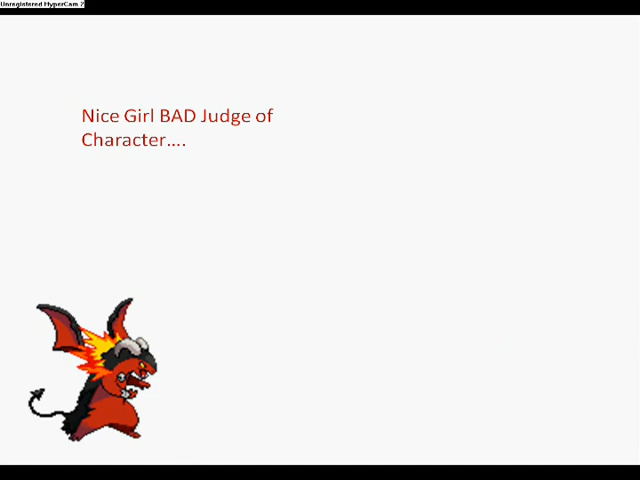 Unregistered HyperCam 2
Nice Girl BAD Judge of
Character....